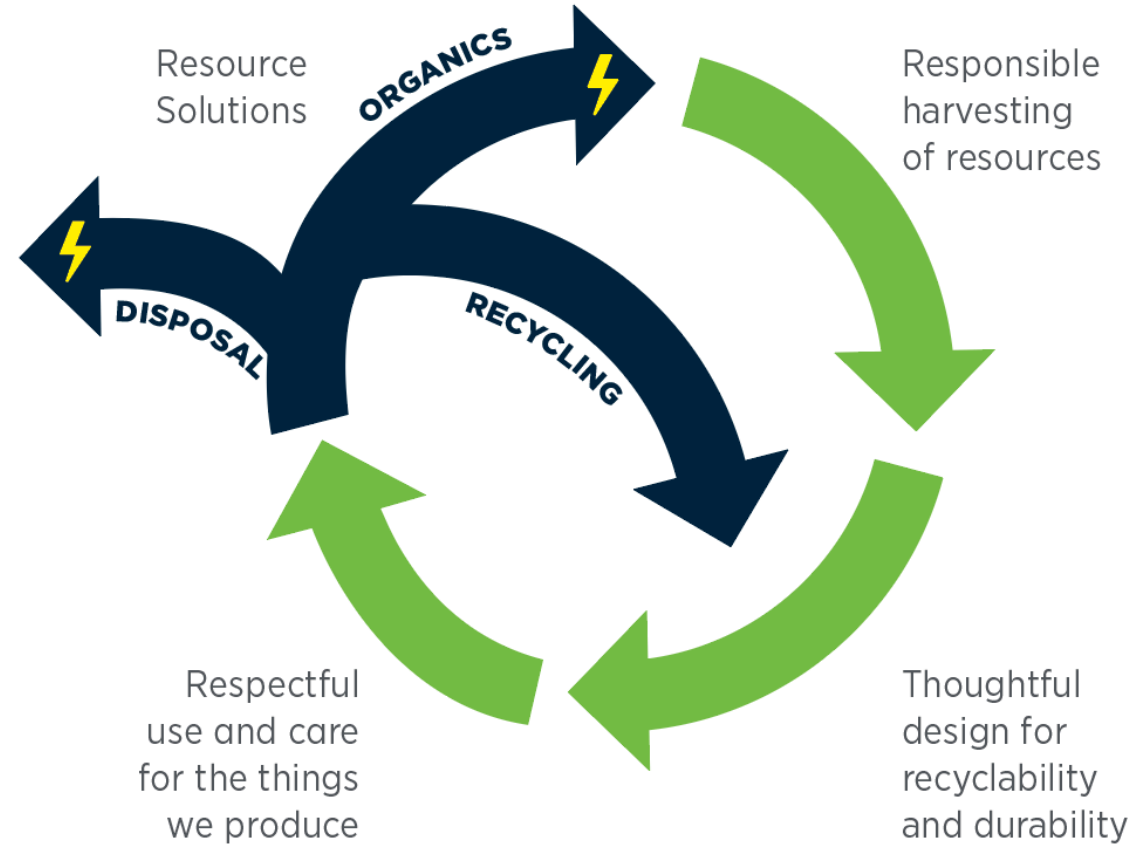 Resource
Solutions
ORGANICS
Responsible
harvesting
of resources
DISPOSAL
RECYCLING
Respectful
use and care
for the things
we produce
Thoughtful
design for
recyclability
and durability